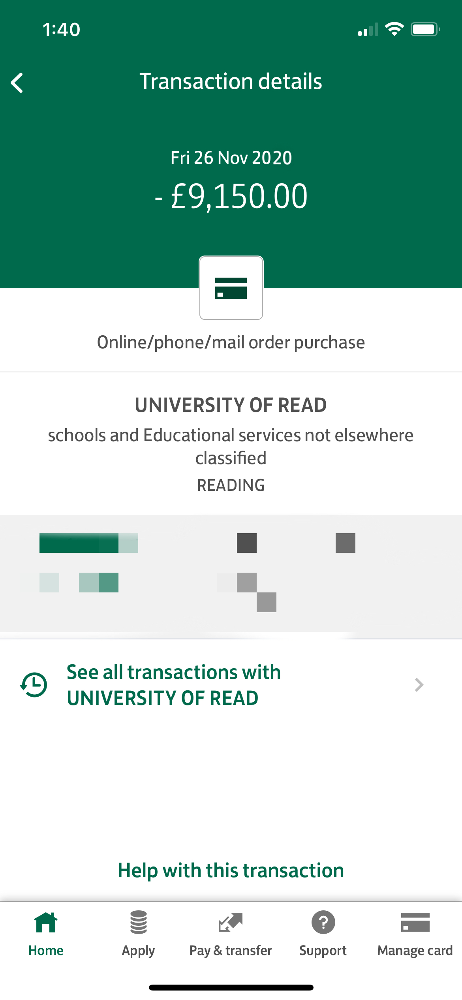 1:40
Transaction details
Fri 26 Nov 2020
- £9,150.00
Online/phone/mail order purchase
UNIVERSITY OF READ
schools and Educational services not elsewhere
classified
READING
See all transactions with
UNIVERSITY OF READ
Help with this transaction
Home
Apply
Pay & transfer
Support
Manage card